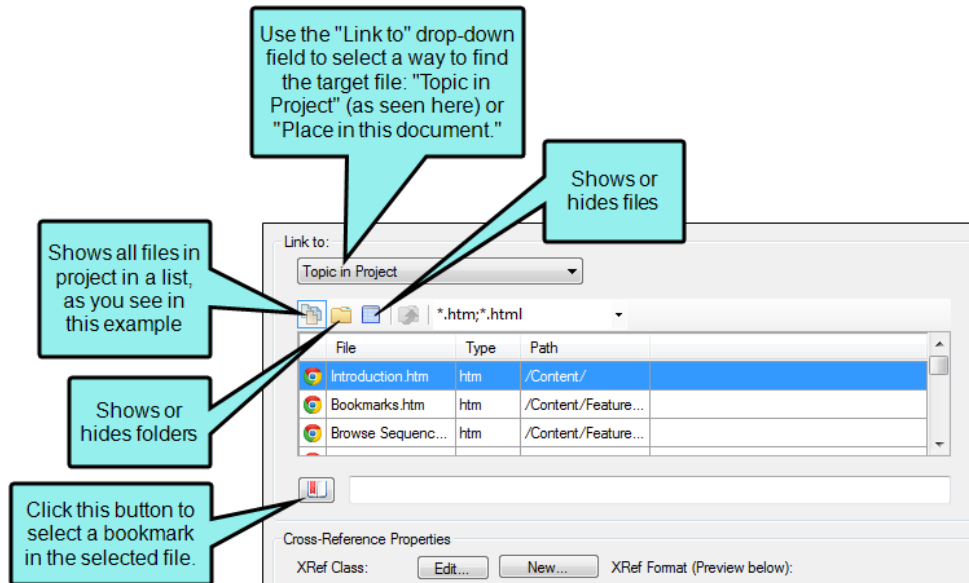 Use the "Link to" drop-down
field to select a way to find
the target file: "Topic in
Project" (as seen here) or
"Place in this document."
Shows or
hides files
Shows all files in
project in a list,
as you see in
this example
Shows or
hides folders
Click this button to
select a bookmark
in the selected file.
Link to:
Topic in Project
*.htm;*.html
File Type Path
Introduction.htm htm /Content/
Bookmarks.htm htm /Content/Feature...
Browse Sequenc... htm /Content/Feature...
Cross-Reference Properties
XRef Class: Edit... New... XRef Format (Preview below):